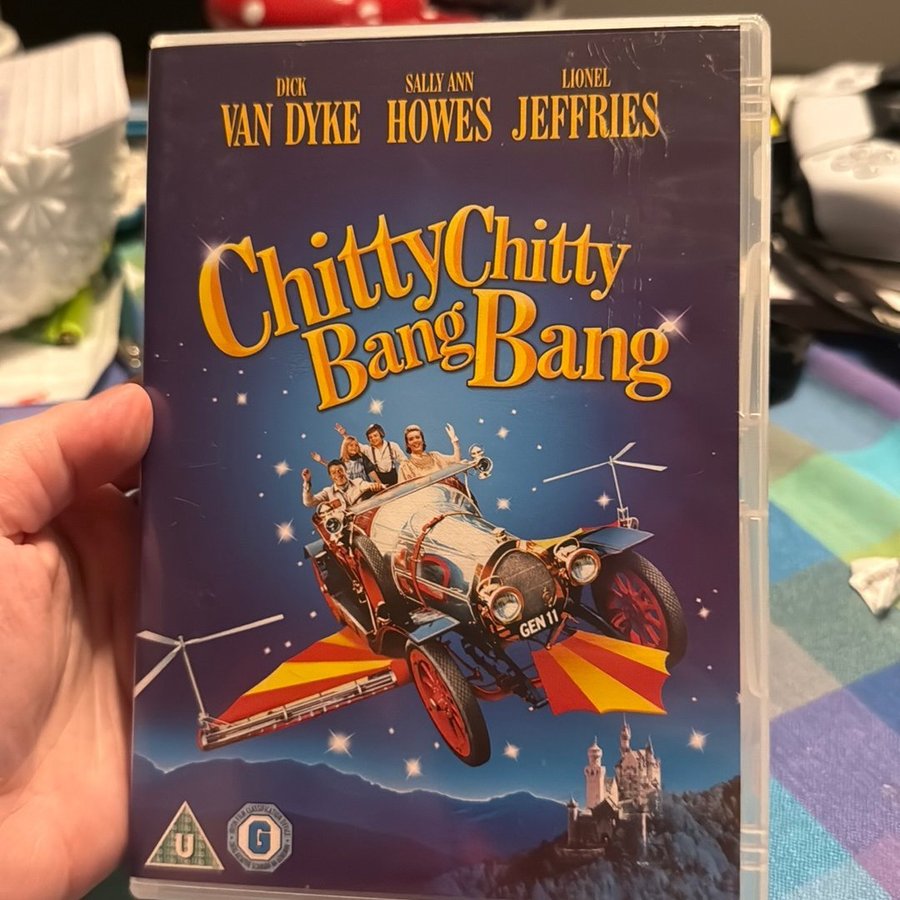 DICK
VAN DYKE
SALLY ANN
HOWES
LIONEL
JEFFRIES
Chitty Chitty
Bang Bang
GEN 11
U
G